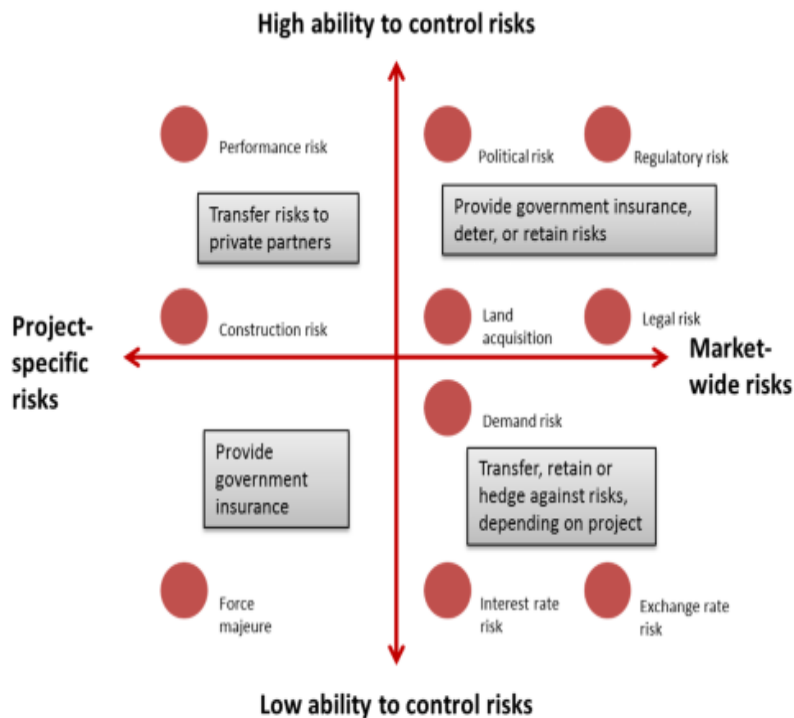 High ability to control risks
Performance risk
Political risk
Regulatory risk
Transfer risks to
private partners
Provide government insurance,
deter, or retain risks
Project-
specific
risks
Construction risk
Land
acquisition
Legal risk
Market-
wide risks
Demand risk
Provide
government
insurance
Transfer, retain or
hedge against risks,
depending on project
Force
majeure
Interest rate
risk
Exchange rate
risk
Low ability to control risks